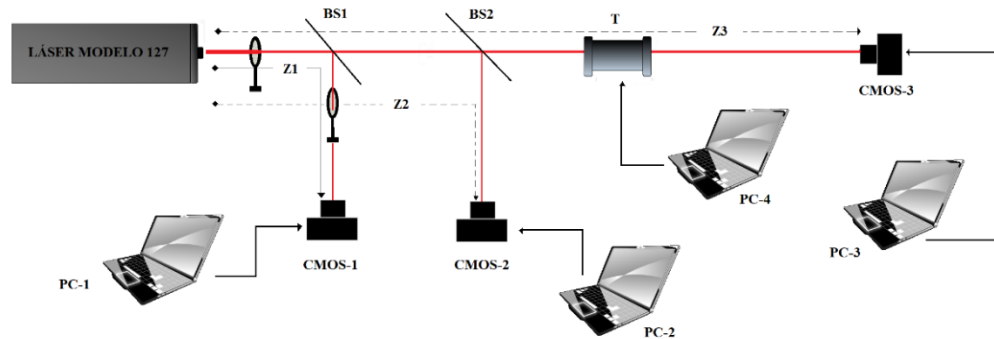 LÁSER MODELO 127
BS1
BS2
T
Z3
Z1
Z2
CMOS-3
CMOS-1
CMOS-2
PC-1
PC-2
PC-4
PC-3